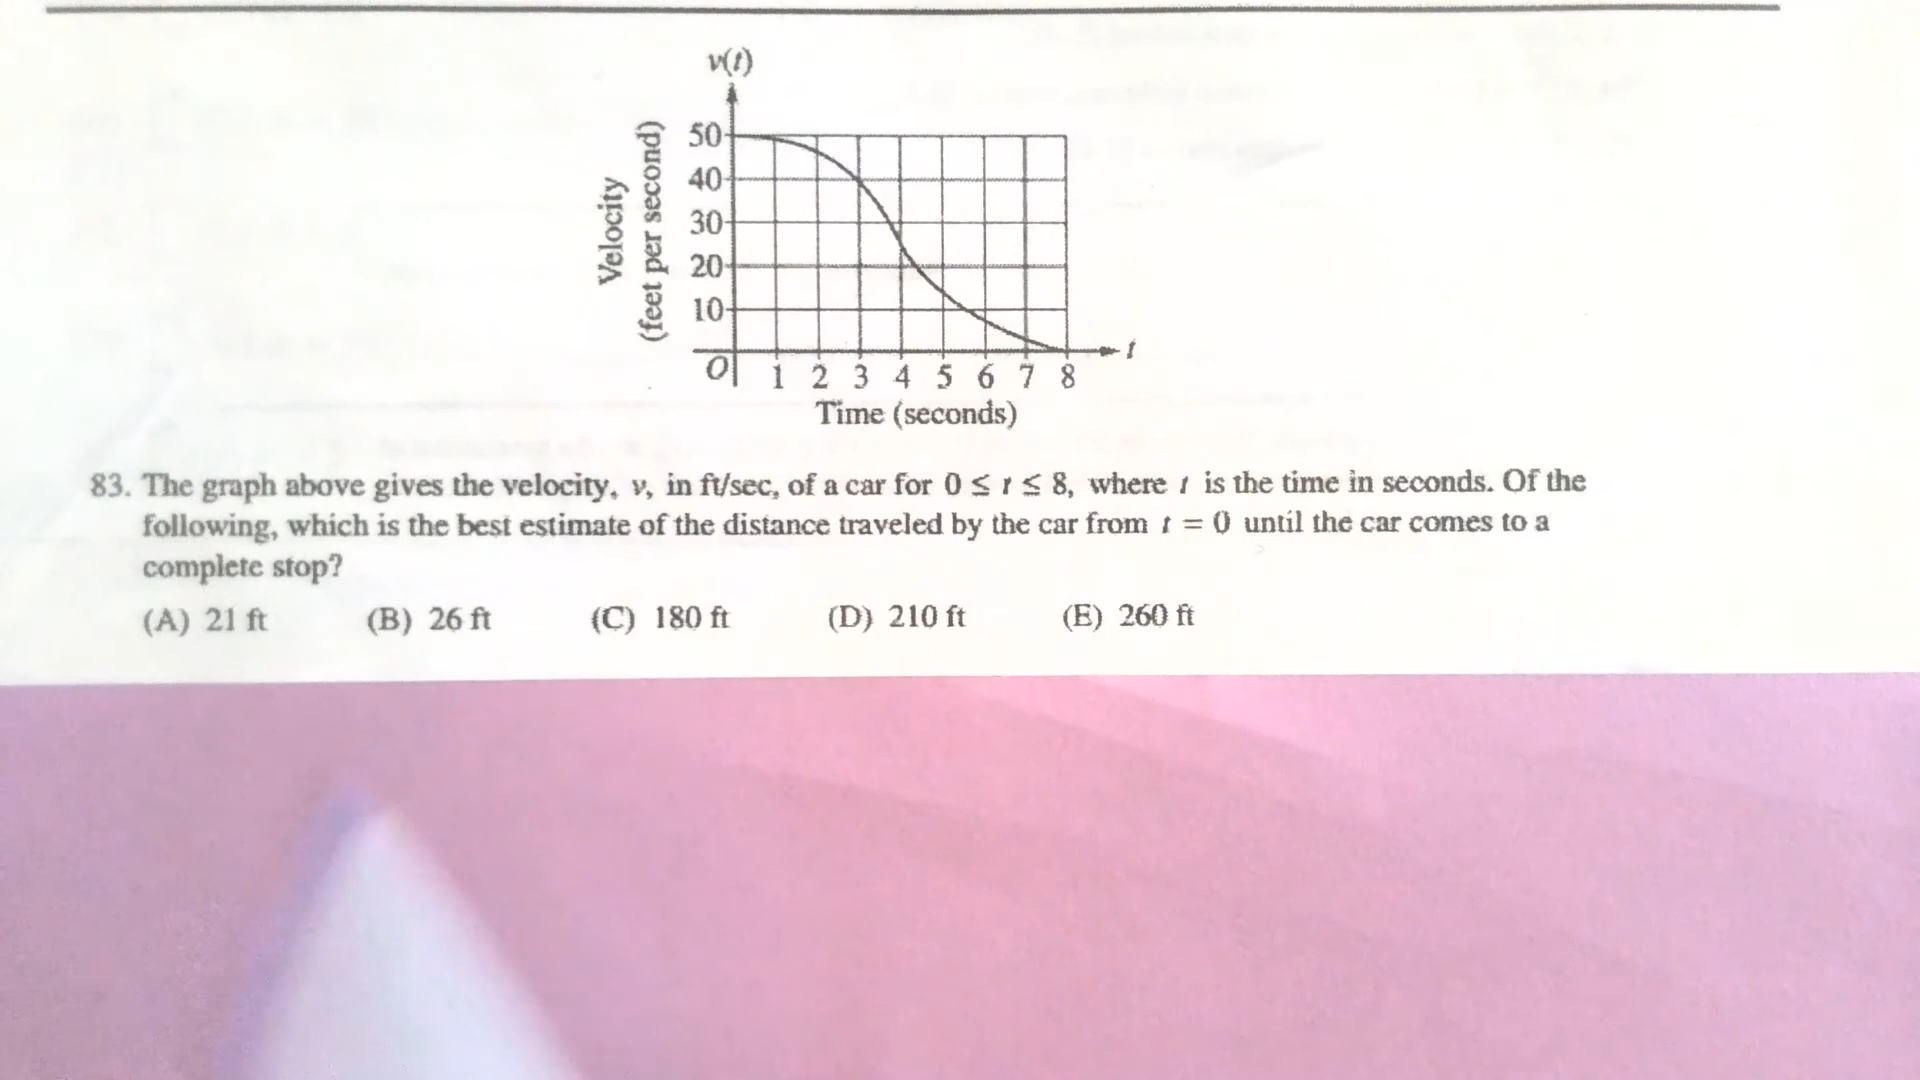 v(t)
Velocity
(feet per second)
50
40
30
20
10
O 1 2 3 4 5 6 7 8
t
Time (seconds)
83. The graph above gives the velocity, v, in ft/sec, of a car for 0 ≤ t ≤ 8, where t is the time in seconds. Of the
following, which is the best estimate of the distance traveled by the car from t = 0 until the car comes to a
complete stop?
(A) 21 ft (B) 26 ft (C) 180 ft (D) 210 ft (E) 260 ft